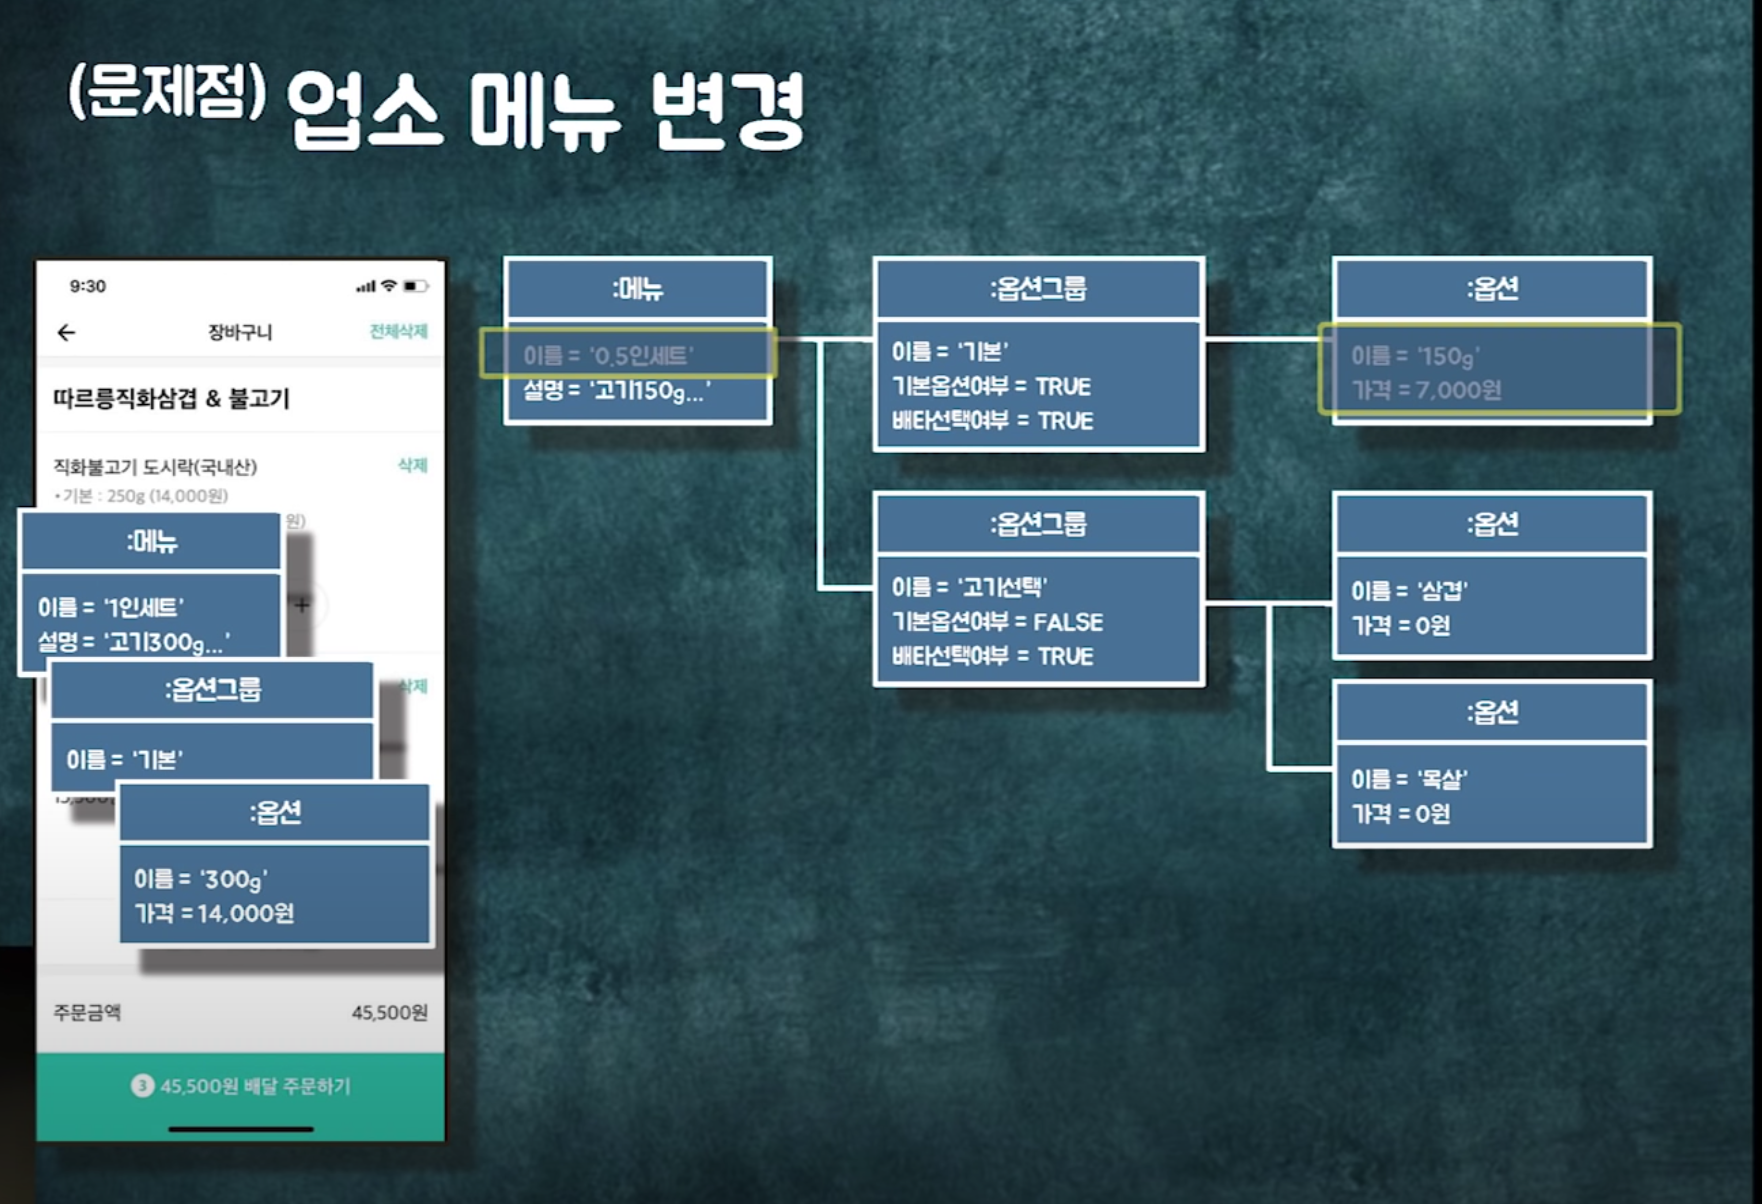 (문제점) 업소 메뉴 변경
9:30
장바구니
전체삭제
따르릉직화삼겹 & 불고기
직화불고기 도시락(국내산)
삭제
• 기본 : 250g (14,000원)
원)
+
:메뉴
이름 = '1인세트'
설명 = '고기300g...'
삭제
:옵션그룹
이름 = '기본'
:옵션
이름 = '300g'
가격 = 14,000원
주문금액
45,500원
3 45,500원 배달 주문하기
:메뉴
이름 = '0.5인세트'
설명 = '고기150g...'
:옵션그룹
이름 = '기본'
기본옵션여부 = TRUE
배타선택여부 = TRUE
:옵션
이름 = '150g'
가격 = 7,000원
:옵션그룹
이름 = '고기선택'
기본옵션여부 = FALSE
배타선택여부 = TRUE
:옵션
이름 = '삼겹'
가격 = 0원
:옵션
이름 = '목살'
가격 = 0원